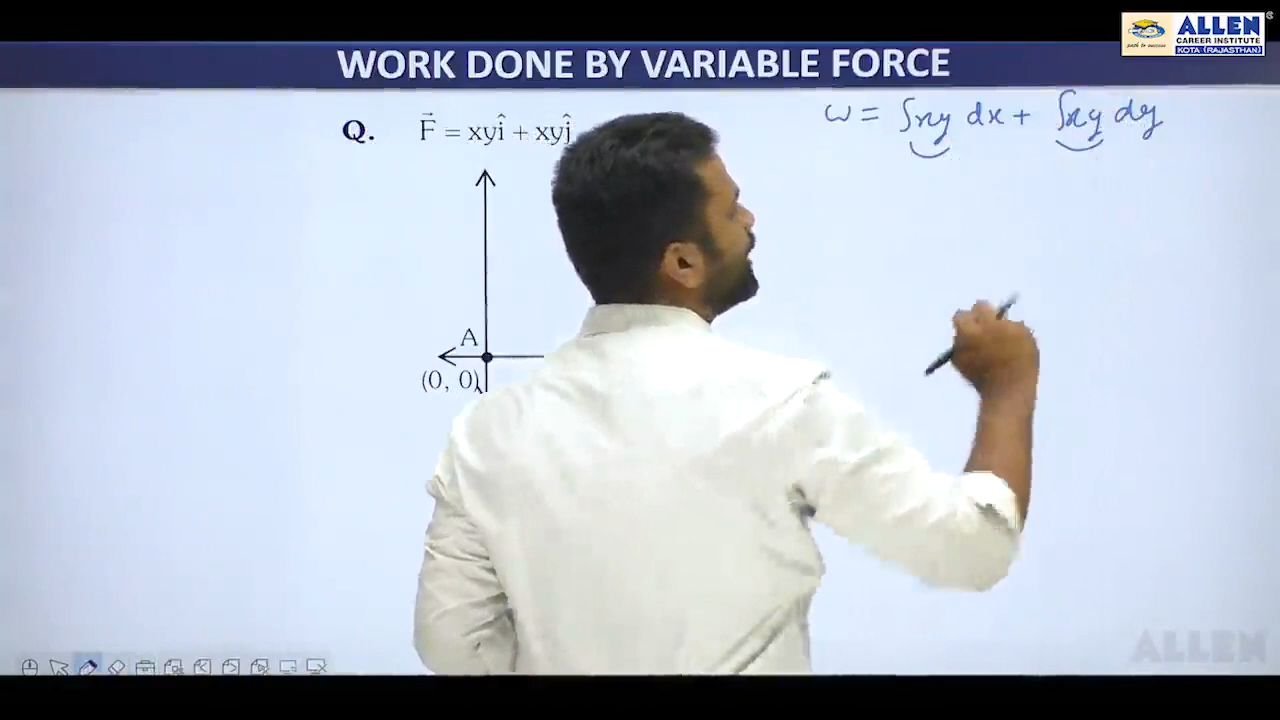 ALLEN
CAREER INSTITUTE
KOTA (RAJASTHAN)
WORK DONE BY VARIABLE FORCE
Q. F⃗ = xyî + xyĵ
w = ∫xy dx + ∫xy dy
A
(0, 0)
ALLEN